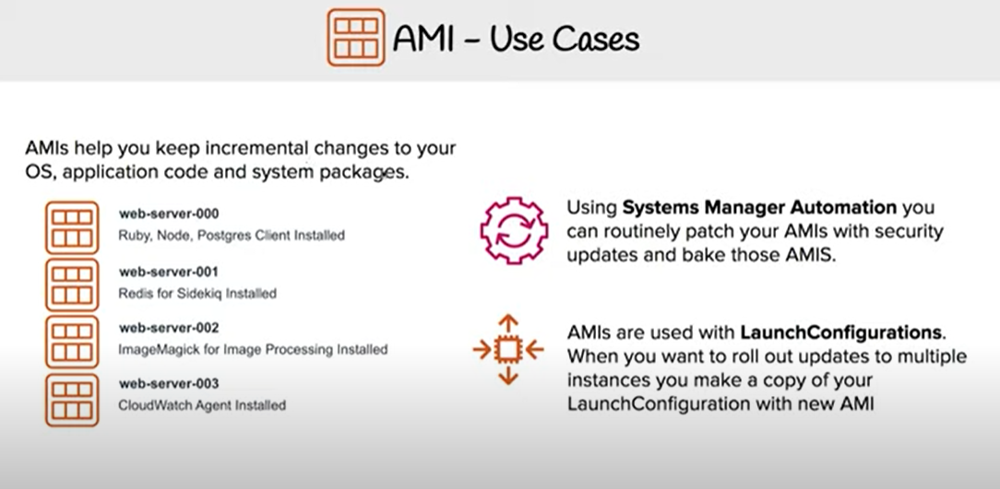 AMI - Use Cases
AMIs help you keep incremental changes to your
OS, application code and system packages.
web-server-000
Ruby, Node, Postgres Client Installed
web-server-001
Redis for Sidekiq Installed
web-server-002
ImageMagick for Image Processing Installed
web-server-003
CloudWatch Agent Installed
Using Systems Manager Automation you
can routinely patch your AMIs with security
updates and bake those AMIS.
AMIs are used with LaunchConfigurations.
When you want to roll out updates to multiple
instances you make a copy of your
LaunchConfiguration with new AMI